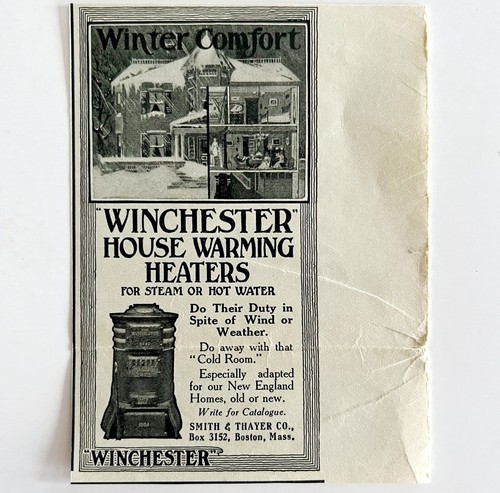 Winter Comfort
"WINCHESTER"
HOUSE WARMING
HEATERS
FOR STEAM OR HOT WATER
Do Their Duty in
Spite of Wind or
Weather.
Do away with that
"Cold Room."
Especially adapted
for our New England
Homes, old or new.
Write for Catalogue.
SMITH & THAYER CO.,
Box 3152, Boston, Mass.
"WINCHESTER"